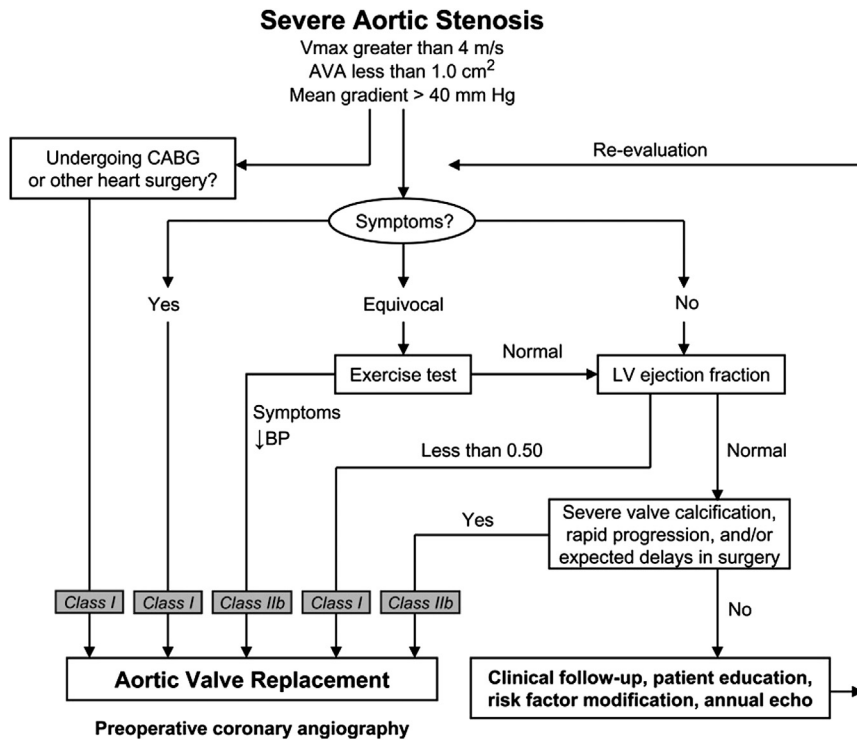 Severe Aortic Stenosis
Vmax greater than 4 m/s
AVA less than 1.0 cm²
Mean gradient > 40 mm Hg
Undergoing CABG
or other heart surgery?
Re-evaluation
Symptoms?
Yes
Equivocal
No
Exercise test
Normal
LV ejection fraction
Symptoms
↓BP
Less than 0.50
Normal
Yes
Severe valve calcification,
rapid progression, and/or
expected delays in surgery
Class I
Class I
Class IIb
Class I
Class IIb
No
Aortic Valve Replacement
Clinical follow-up, patient education,
risk factor modification, annual echo
Preoperative coronary angiography